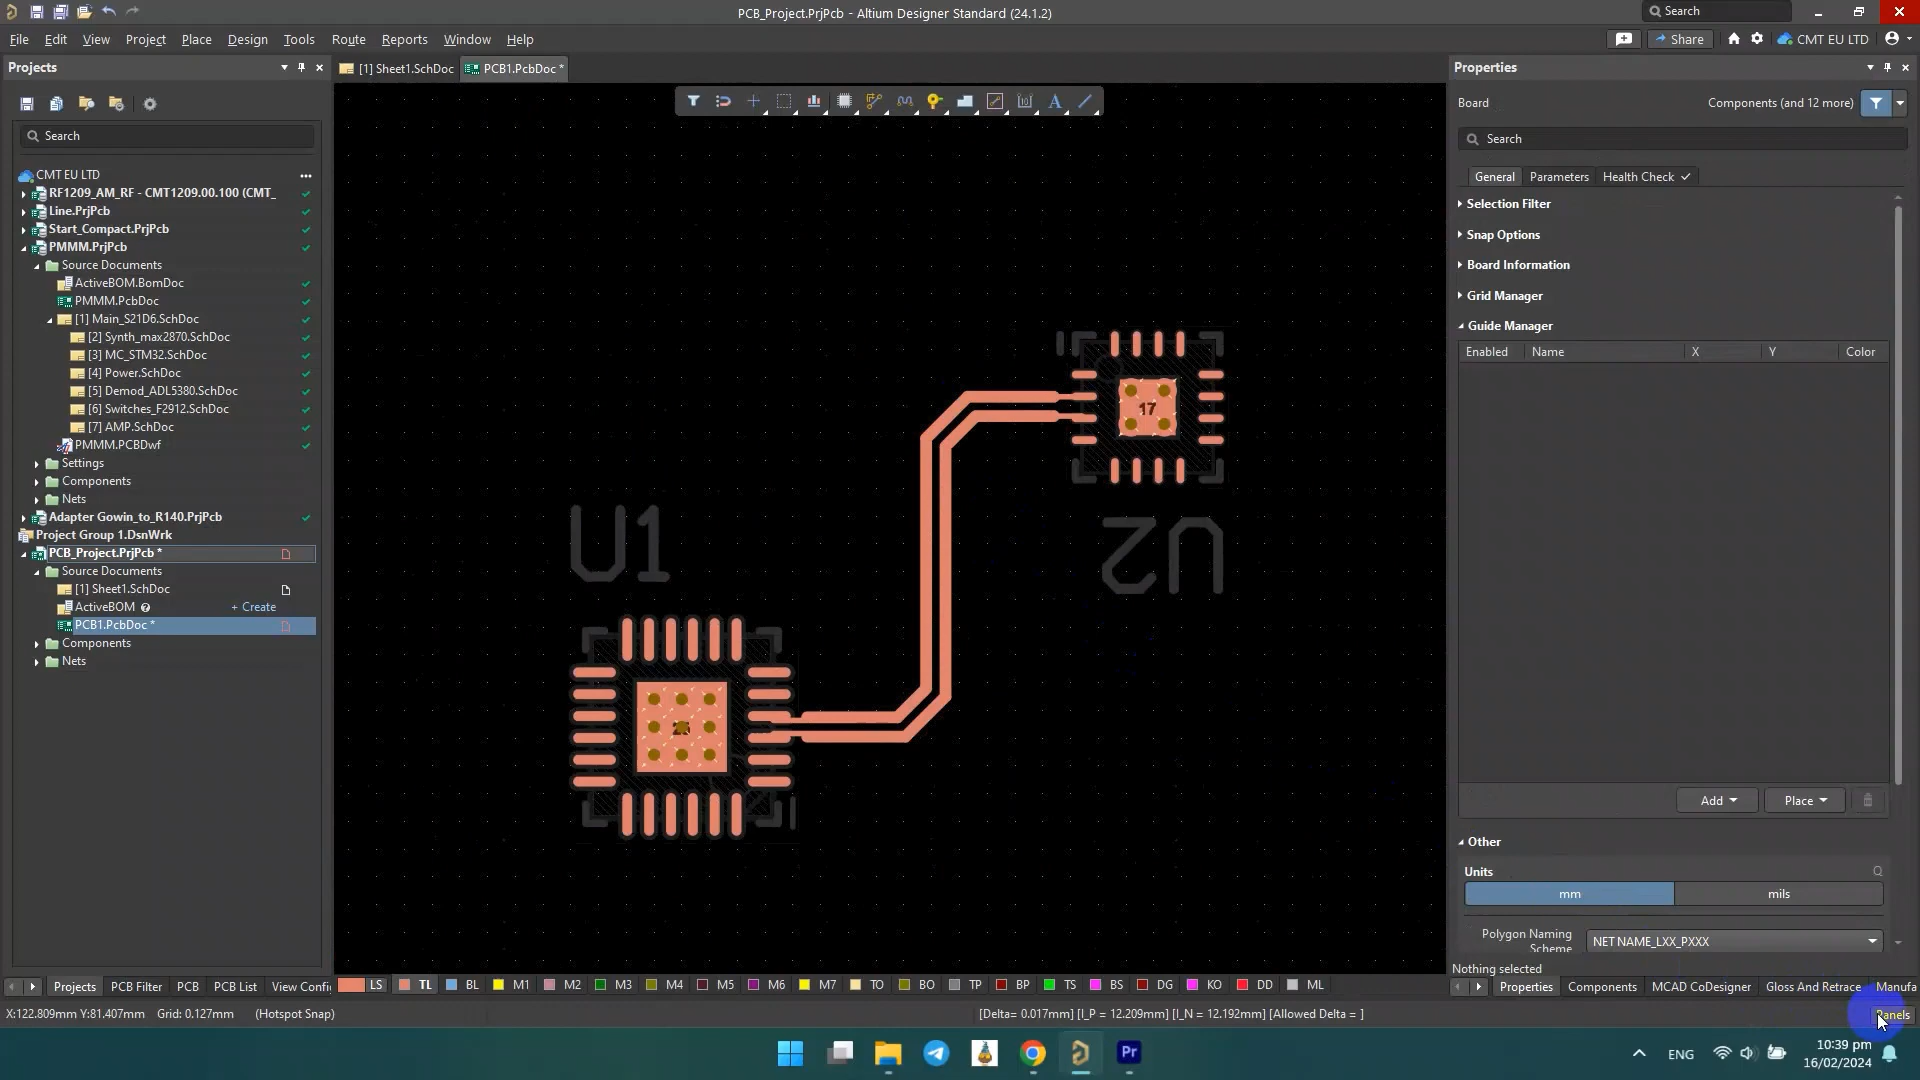 PCB_Project.PrjPcb - Altium Designer Standard (24.1.2)
Search
File Edit View Project Place Design Tools Route Reports Window Help
Share
CMT EU LTD
Projects
[1] Sheet1.SchDoc
PCB1.PcbDoc *
Properties
Board
Components (and 12 more)
Search
Search
General
Parameters
Health Check
CMT EU LTD
RF1209_AM_RF - CMT1209.00.100 (CMT_
Line.PrjPcb
Start_Compact.PrjPcb
PMMM.PrjPcb
Source Documents
ActiveBOM.BomDoc
PMMM.PcbDoc
[1] Main_S21D6.SchDoc
[2] Synth_max2870.SchDoc
[3] MC_STM32.SchDoc
[4] Power.SchDoc
[5] Demod_ADL5380.SchDoc
[6] Switches_F2912.SchDoc
[7] AMP.SchDoc
PMMM.PCBDwf
Settings
Components
Nets
Adapter Gowin_to_R140.PrjPcb
Project Group 1.DsnWrk
PCB_Project.PrjPcb *
Source Documents
[1] Sheet1.SchDoc
ActiveBOM
+ Create
PCB1.PcbDoc *
Components
Nets
17
U1
U2
Selection Filter
Snap Options
Board Information
Grid Manager
Guide Manager
Enabled Name X Y Color
Add
Place
Other
Units
mm
mils
Polygon Naming
Scheme
NET NAME_LXX_PXXX
Nothing selected
Projects PCB Filter PCB PCB List View Config
LS TL BL M1 M2 M3 M4 M5 M6 M7 TO BO TP BP TS BS DG KO DD ML
Properties Components MCAD CoDesigner Gloss And Retrace Manufa
X:122.809mm Y:81.407mm Grid: 0.127mm (Hotspot Snap)
[Delta= 0.017mm] [I_P = 12.209mm] [I_N = 12.192mm] [Allowed Delta = ]
Panels
Pr
ENG
10:39 pm
16/02/2024